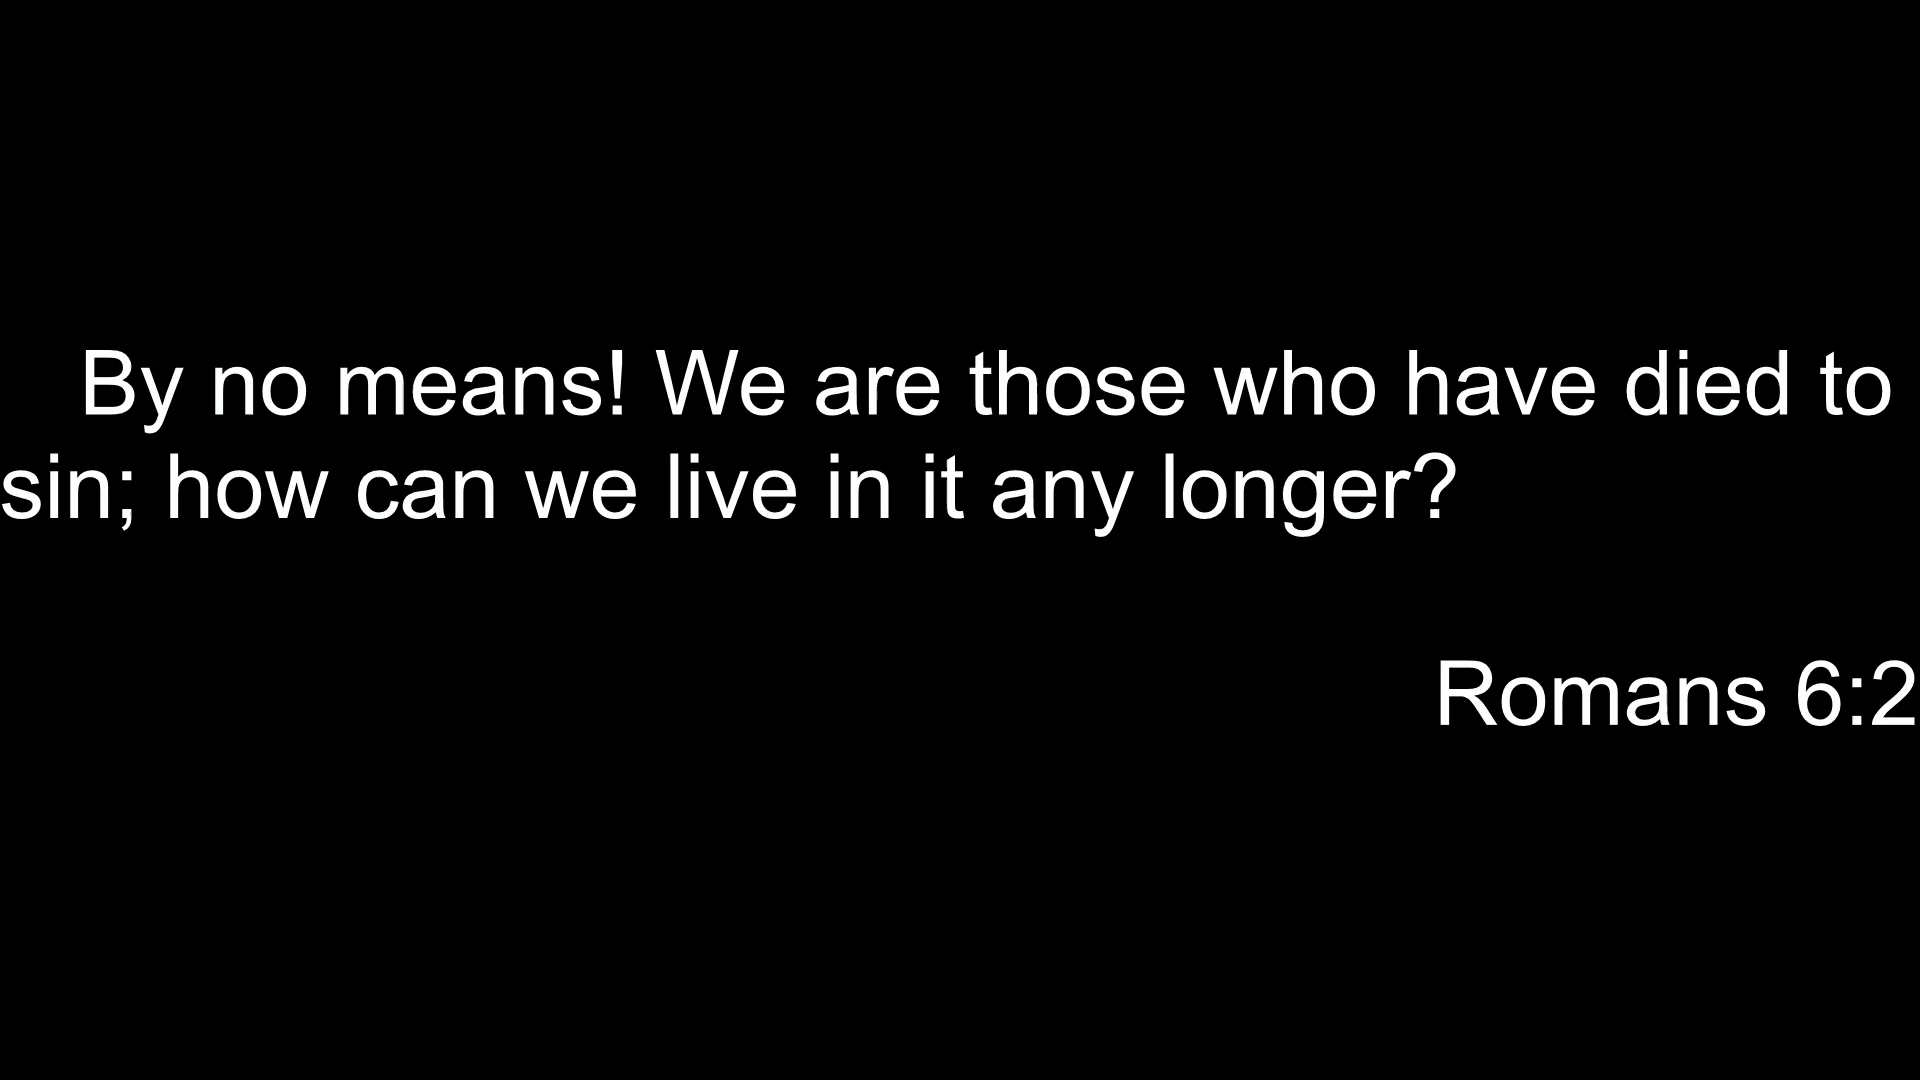 By no means! We are those who have died to
sin; how can we live in it any longer?
Romans 6:2